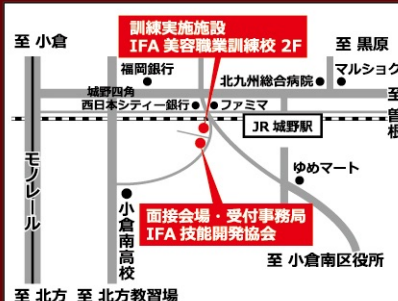 訓練実施施設
IFA 美容職業訓練校 2F
至 小倉
至 黒原
福岡銀行
北九州総合病院
マルショク
城野四角
至 曽根
西日本シティー銀行
ファミマ
JR 城野駅
モノレール
ゆめマート
小倉南高校
面接会場・受付事務局
IFA 技能開発協会
至 小倉南区役所
至 北方
至 北方教習場